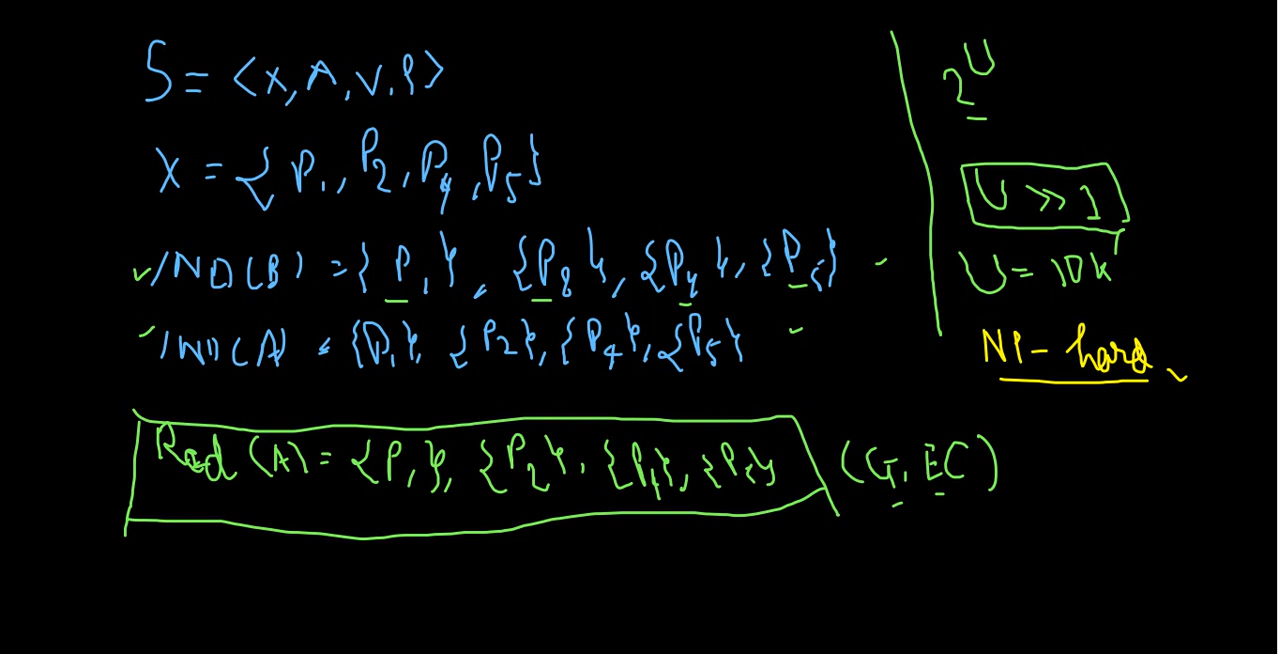 S = <x, A, V, ρ>
X = { P1, P2, P4, P5 }
IND(B) = { P1 }, { P2 }, { P4 }, { P5 }
IND(A) = {P1}, {P2}, {P4}, {P5}
Red (A) = {P1}, {P2}, {P4}, {P5} (G, EC)
2^U
U >> 1
U = 10K
NP-hard